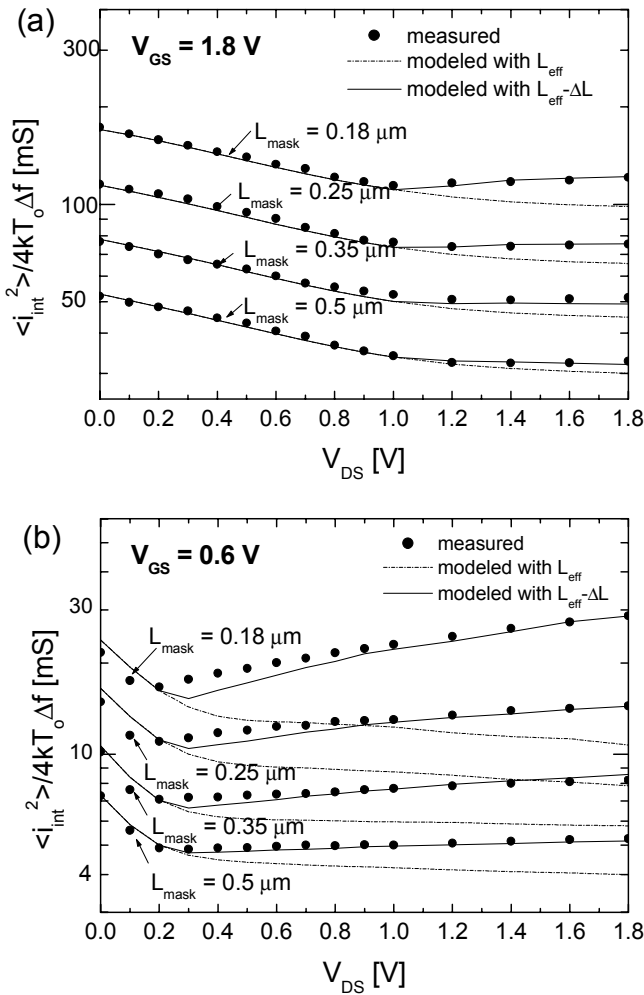 (a)
V_GS = 1.8 V
measured
modeled with L_eff
modeled with L_eff-ΔL
300
100
50
<i_int^2>/4kT_oΔf [mS]
L_mask = 0.18 μm
L_mask = 0.25 μm
L_mask = 0.35 μm
L_mask = 0.5 μm
0.0 0.2 0.4 0.6 0.8 1.0 1.2 1.4 1.6 1.8
V_DS [V]
(b)
V_GS = 0.6 V
measured
modeled with L_eff
modeled with L_eff-ΔL
30
10
4
<i_int^2>/4kT_oΔf [mS]
L_mask = 0.18 μm
L_mask = 0.25 μm
L_mask = 0.35 μm
L_mask = 0.5 μm
0.0 0.2 0.4 0.6 0.8 1.0 1.2 1.4 1.6 1.8
V_DS [V]